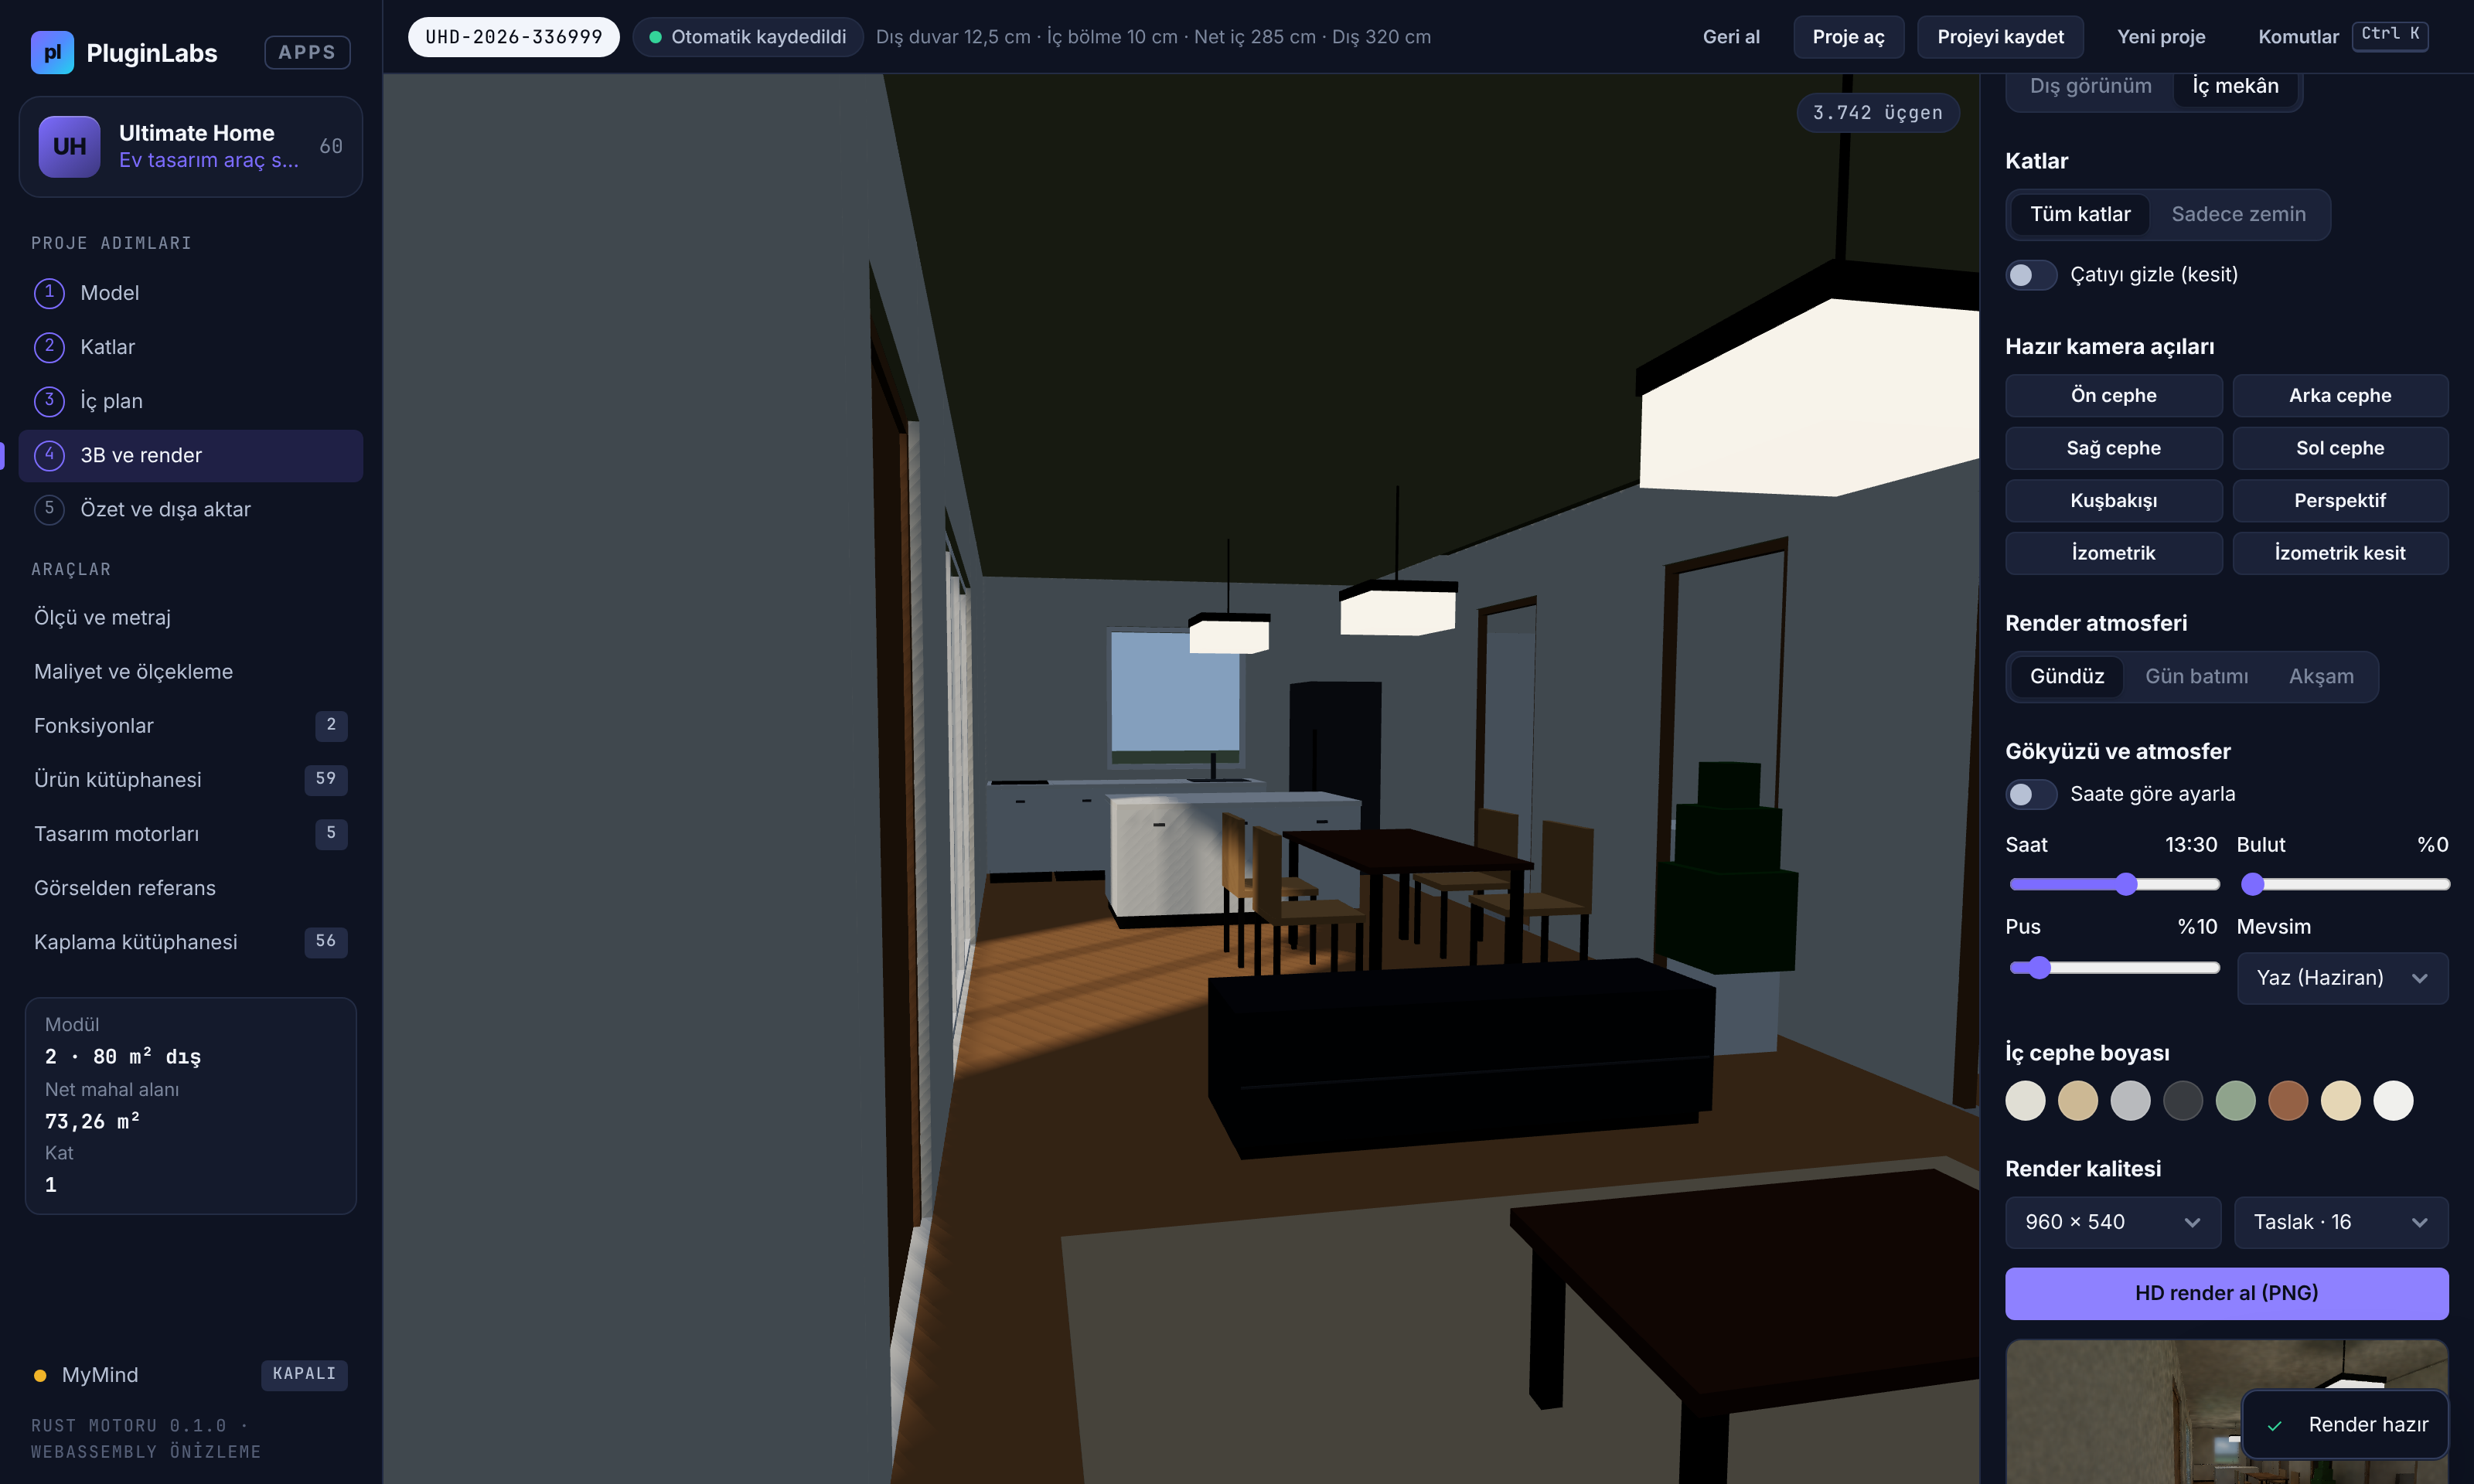 pl PluginLabs APPS
UH Ultimate Home 60
Ev tasarım araç s...
PROJE ADIMLARI
1 Model
2 Katlar
3 İç plan
4 3B ve render
5 Özet ve dışa aktar
ARAÇLAR
Ölçü ve metraj
Maliyet ve ölçekleme
Fonksiyonlar 2
Ürün kütüphanesi 59
Tasarım motorları 5
Görselden referans
Kaplama kütüphanesi 56
Modül
2 · 80 m² dış
Net mahal alanı
73,26 m²
Kat
1
MyMind KAPALI
RUST MOTORU 0.1.0 ·
WEBASSEMBLY ÖNİZLEME
UHD-2026-336999 Otomatik kaydedildi Dış duvar 12,5 cm · İç bölme 10 cm · Net iç 285 cm · Dış 320 cm Geri al Proje aç Projeyi kaydet Yeni proje Komutlar Ctrl K
3.742 üçgen
Dış görünüm İç mekân
Katlar
Tüm katlar Sadece zemin
Çatıyı gizle (kesit)
Hazır kamera açıları
Ön cephe Arka cephe
Sağ cephe Sol cephe
Kuşbakışı Perspektif
İzometrik İzometrik kesit
Render atmosferi
Gündüz Gün batımı Akşam
Gökyüzü ve atmosfer
Saate göre ayarla
Saat 13:30 Bulut %0
Pus %10 Mevsim
Yaz (Haziran)
İç cephe boyası
Render kalitesi
960 × 540 Taslak · 16
HD render al (PNG)
Render hazır